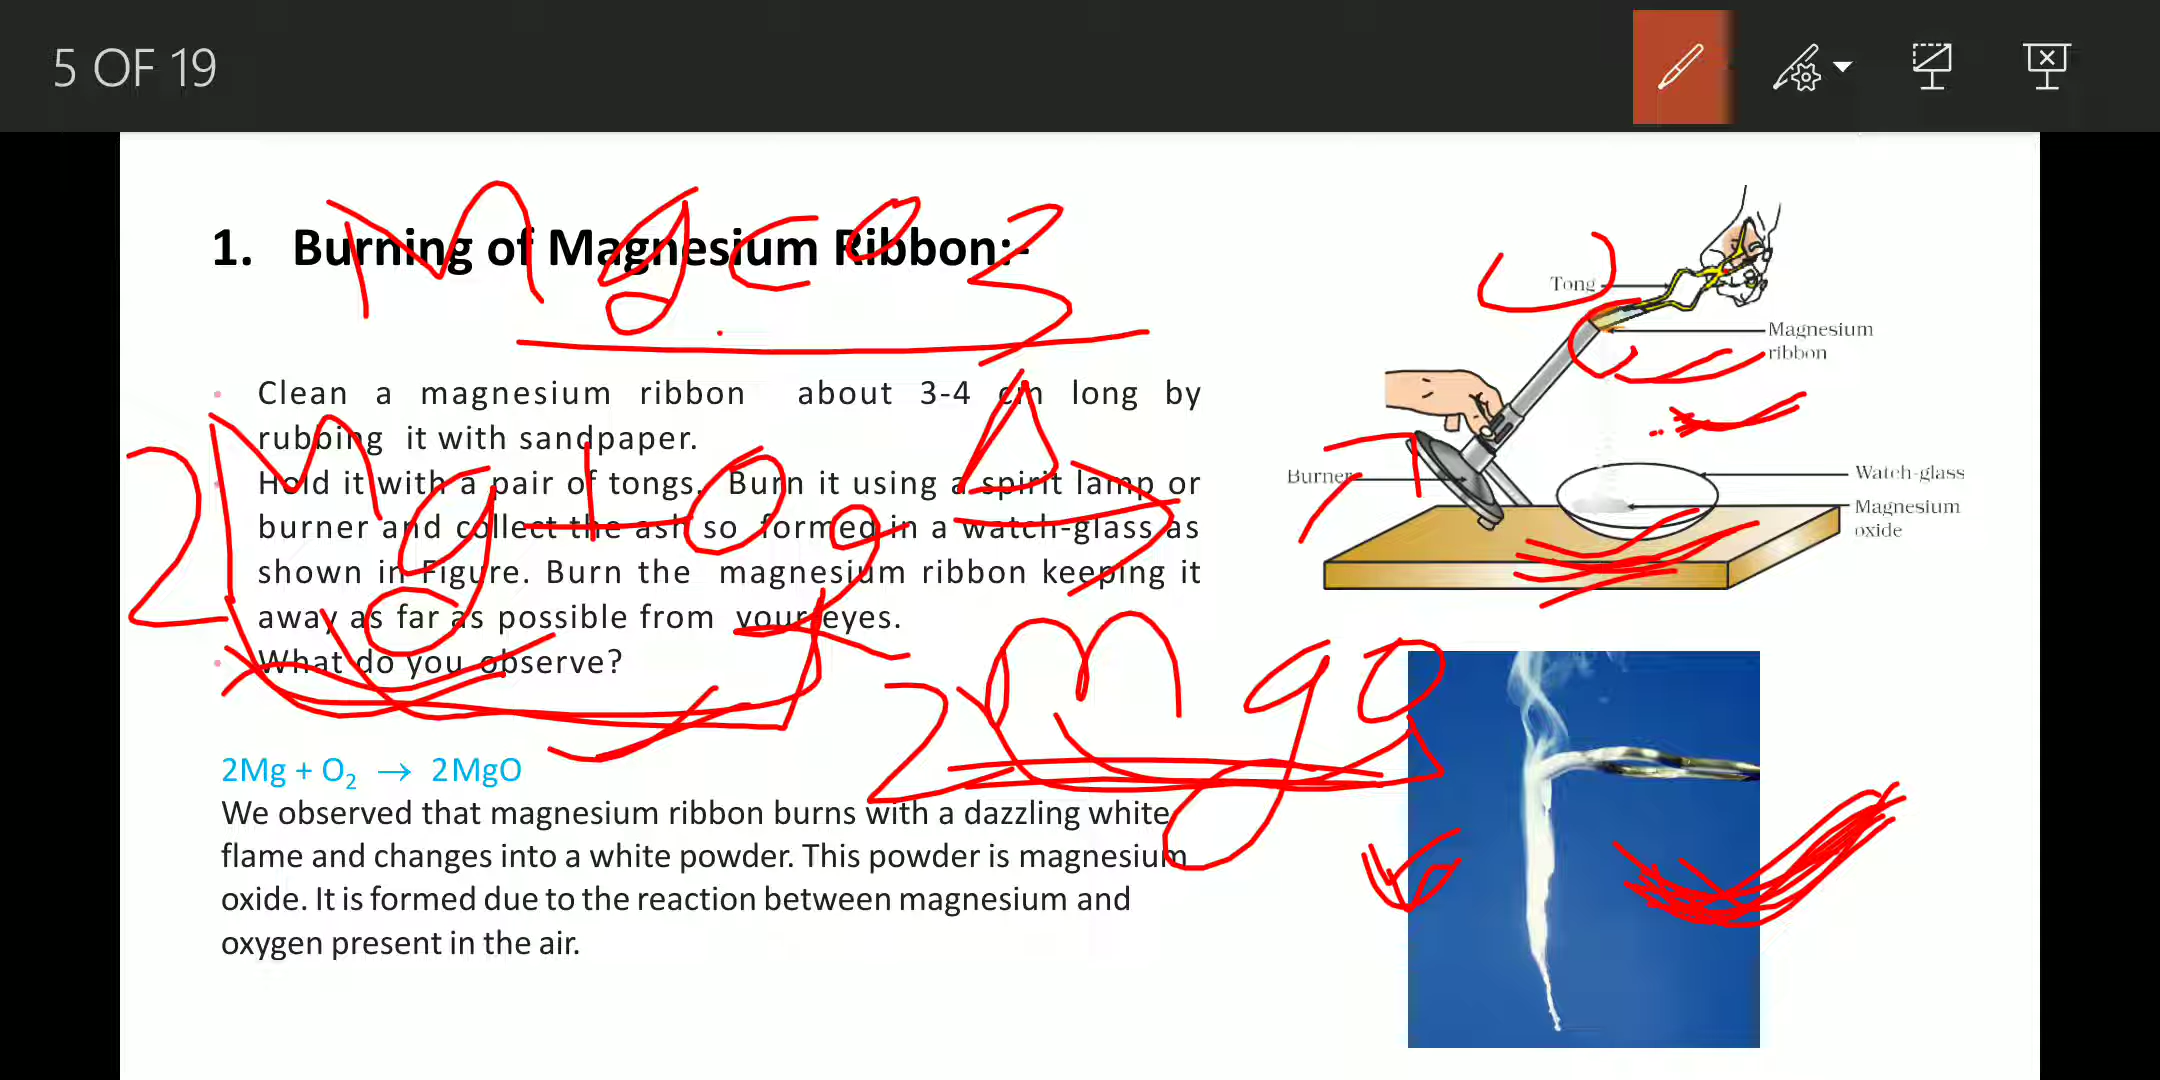 5 OF 19
1. Burning of Magnesium Ribbon:-
MgCO3
Tong
Magnesium
ribbon
• Clean a magnesium ribbon about 3-4 cm long by
rubbing it with sandpaper.
• Hold it with a pair of tongs. Burn it using a spirit lamp or
burner and collect the ash so formed in a watch-glass as
shown in Figure. Burn the magnesium ribbon keeping it
away as far as possible from your eyes.
• What do you observe?
2Mg + O2 Δ → 2MgO
Burner
Watch-glass
Magnesium
oxide
2Mg + O2 → 2MgO
We observed that magnesium ribbon burns with a dazzling white
flame and changes into a white powder. This powder is magnesium
oxide. It is formed due to the reaction between magnesium and
oxygen present in the air.